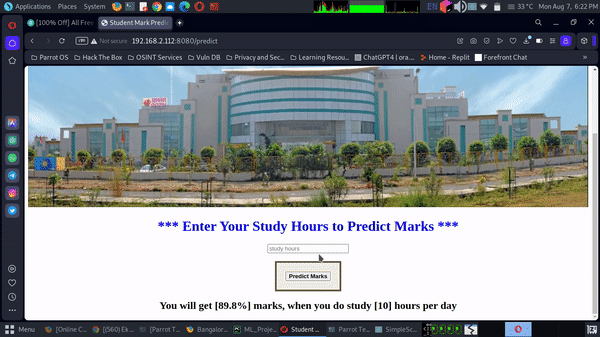 Applications Places System
33 °C Mon Aug 7, 6:22 PM
[100% Off] All Free
Student Mark Predi
VPN Not secure 192.168.2.112:8080/predict
Parrot OS Hack The Box OSINT Services Vuln DB Privacy and Sec... Learning Resou... ChatGPT4 | ora... Home - Replit Forefront Chat
*** Enter Your Study Hours to Predict Marks ***
study hours
Predict Marks
You will get [89.8%] marks, when you do study [10] hours per day
Menu [Online C... [(560) Ek ... [Parrot T... Bangalor... ML_Proje... Student ... Parrot Te... SimpleSc...